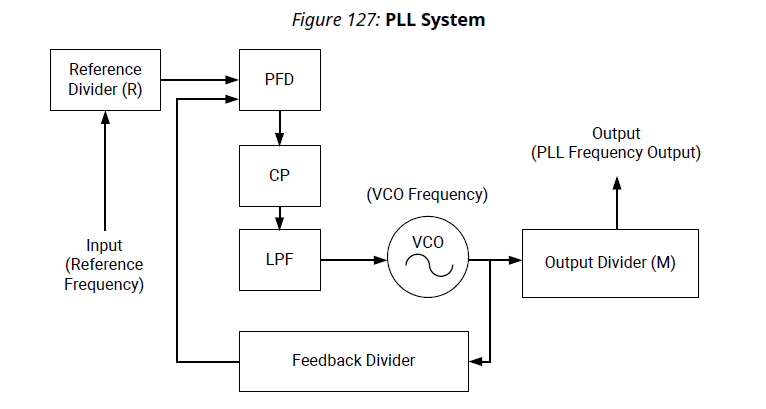 Figure 127: PLL System
Reference
Divider (R)
PFD
CP
LPF
Input
(Reference
Frequency)
(VCO Frequency)
VCO
Output
(PLL Frequency Output)
Output Divider (M)
Feedback Divider